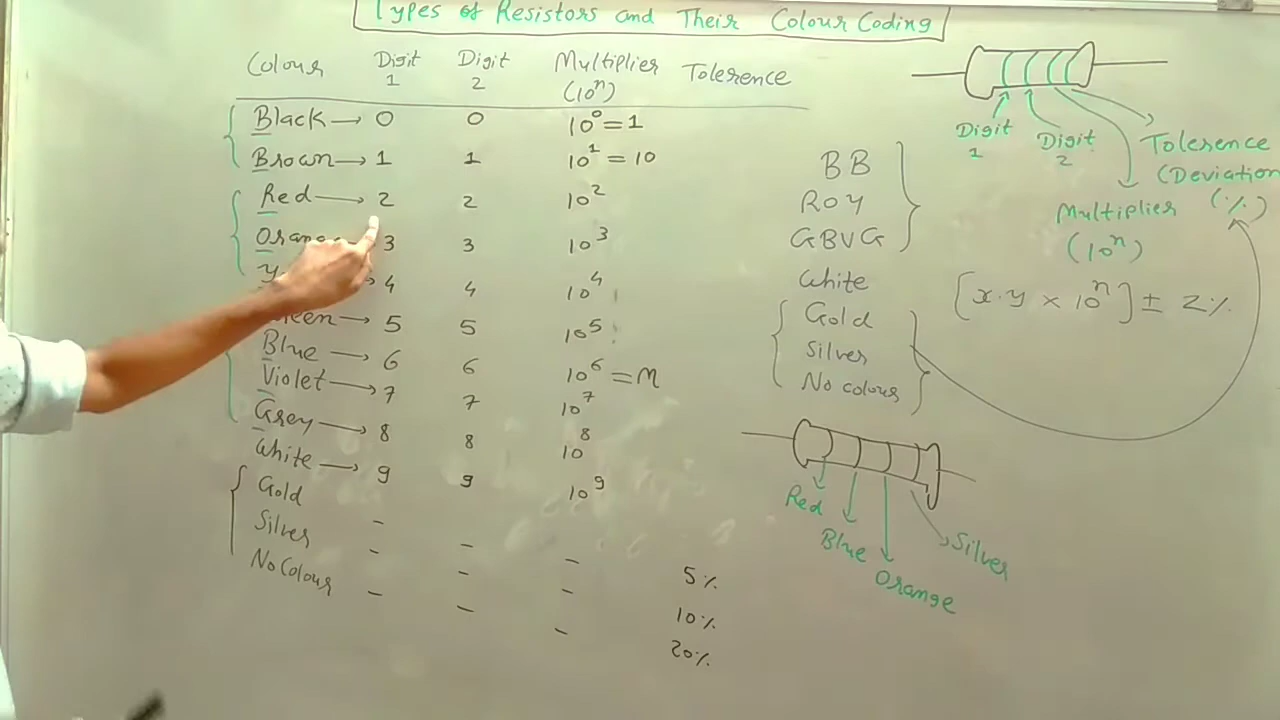 Types of Resistors and Their Colour Coding
Colour Digit 1 Digit 2 Multiplier (10ⁿ) Tolerence
Black → 0 0 10⁰ = 1
Brown → 1 1 10¹ = 10
Red → 2 2 10²
Orange 3 3 10³
Y → 4 4 10⁴
reen → 5 5 10⁵
Blue → 6 6 10⁶ = M
Violet → 7 7 10⁷
Grey → 8 8 10⁸
White → 9 9 10⁹
Gold - - - 5%
Silver - - - 10%
No Colour - - - 20%
BB
ROY
GBVG
White
Gold
Silver
No colour
Digit 1
Digit 2
Multiplier (10ⁿ)
Tolerence
(Deviation
(%)
[x.y × 10ⁿ] ± Z%
Red
Blue
Orange
Silver